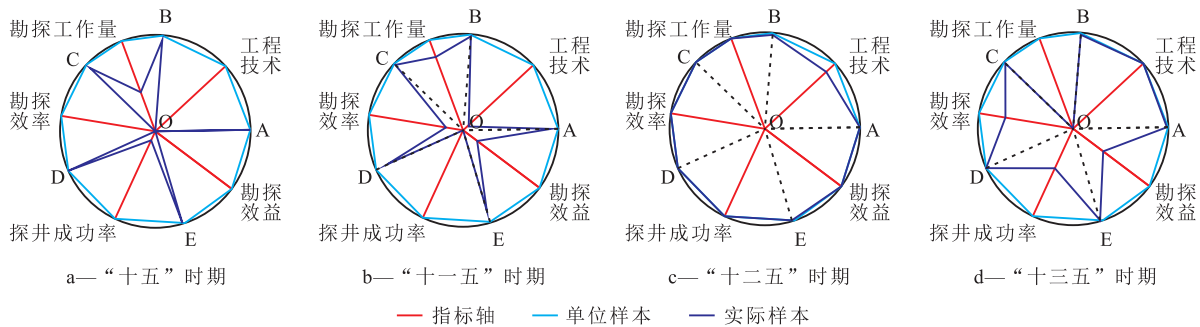 勘探工作量
B
工程
技术
C
勘探
效率
O
A
D
勘探
效益
探井成功率
E
a—“十五”时期
勘探工作量
B
工程
技术
C
勘探
效率
O
A
D
勘探
效益
探井成功率
E
b—“十一五”时期
勘探工作量
B
工程
技术
C
勘探
效率
O
A
D
勘探
效益
探井成功率
E
c—“十二五”时期
勘探工作量
B
工程
技术
C
勘探
效率
O
A
D
勘探
效益
探井成功率
E
d—“十三五”时期
指标轴 单位样本 实际样本